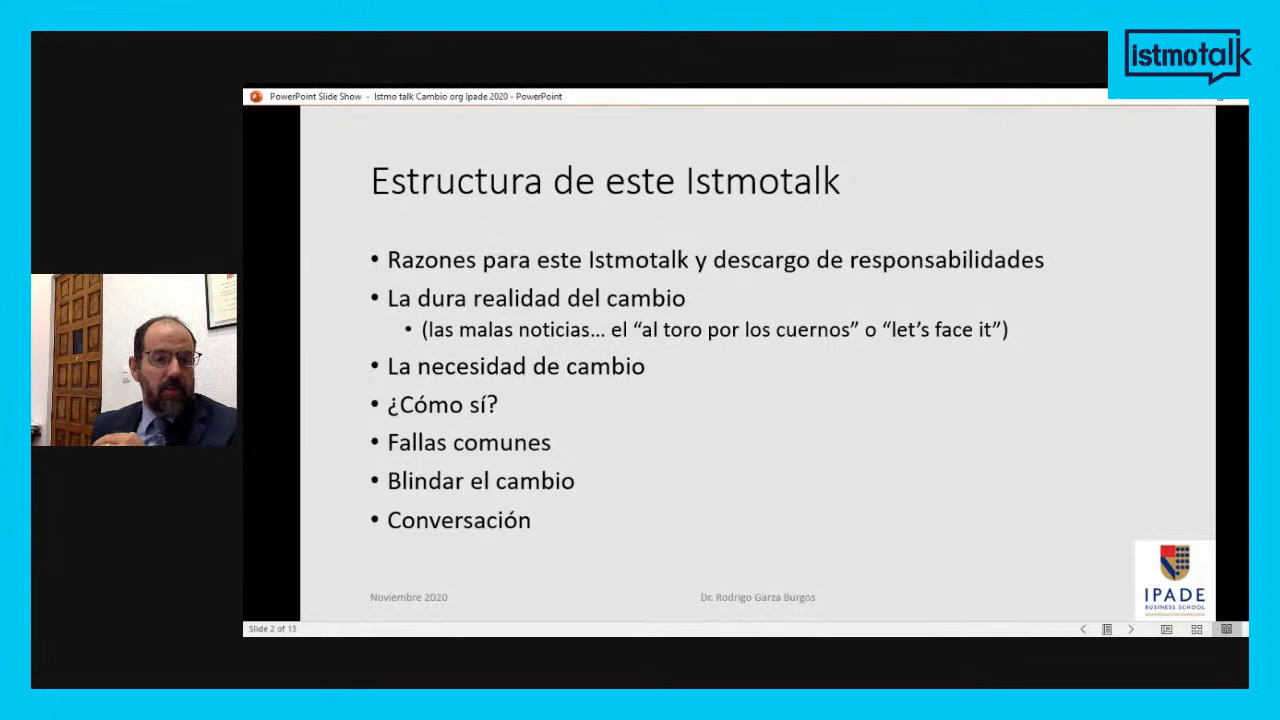 istmotalk
PowerPoint Slide Show - Istmo talk Cambio org Ipade 2020 - PowerPoint
Estructura de este Istmotalk
• Razones para este Istmotalk y descargo de responsabilidades
• La dura realidad del cambio
• (las malas noticias... el “al toro por los cuernos” o “let’s face it”)
• La necesidad de cambio
• ¿Cómo sí?
• Fallas comunes
• Blindar el cambio
• Conversación
Noviembre 2020
Dr. Rodrigo Garza Burgos
IPADE
BUSINESS SCHOOL
Slide 2 of 13